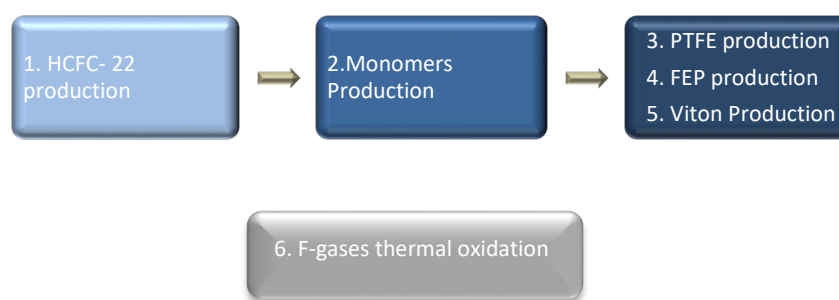 1. HCFC- 22
production
2.Monomers
Production
3. PTFE production
4. FEP production
5. Viton Production
6. F-gases thermal oxidation